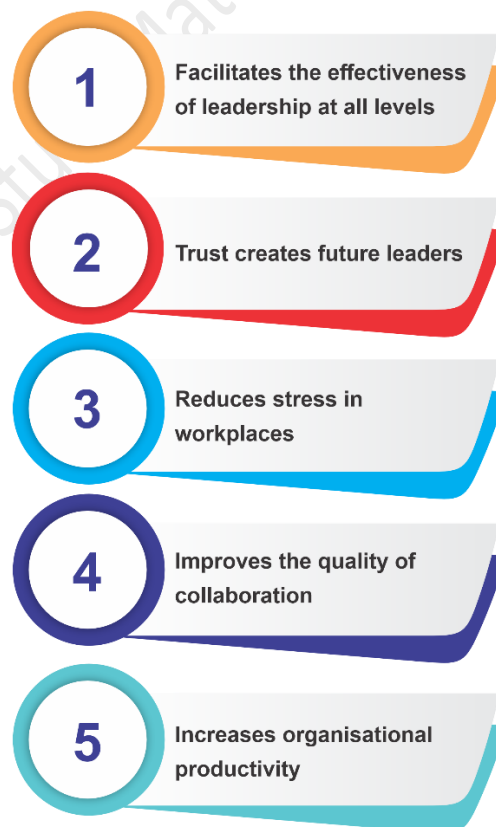 1
Facilitates the effectiveness
of leadership at all levels
2
Trust creates future leaders
3
Reduces stress in
workplaces
4
Improves the quality of
collaboration
5
Increases organisational
productivity